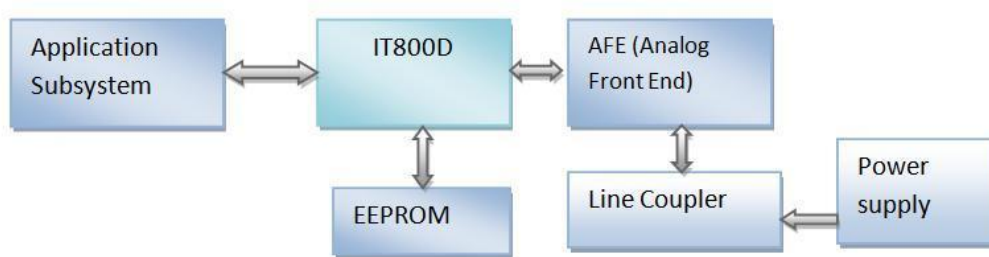 Application
Subsystem
IT800D
AFE (Analog
Front End)
EEPROM
Line Coupler
Power
supply